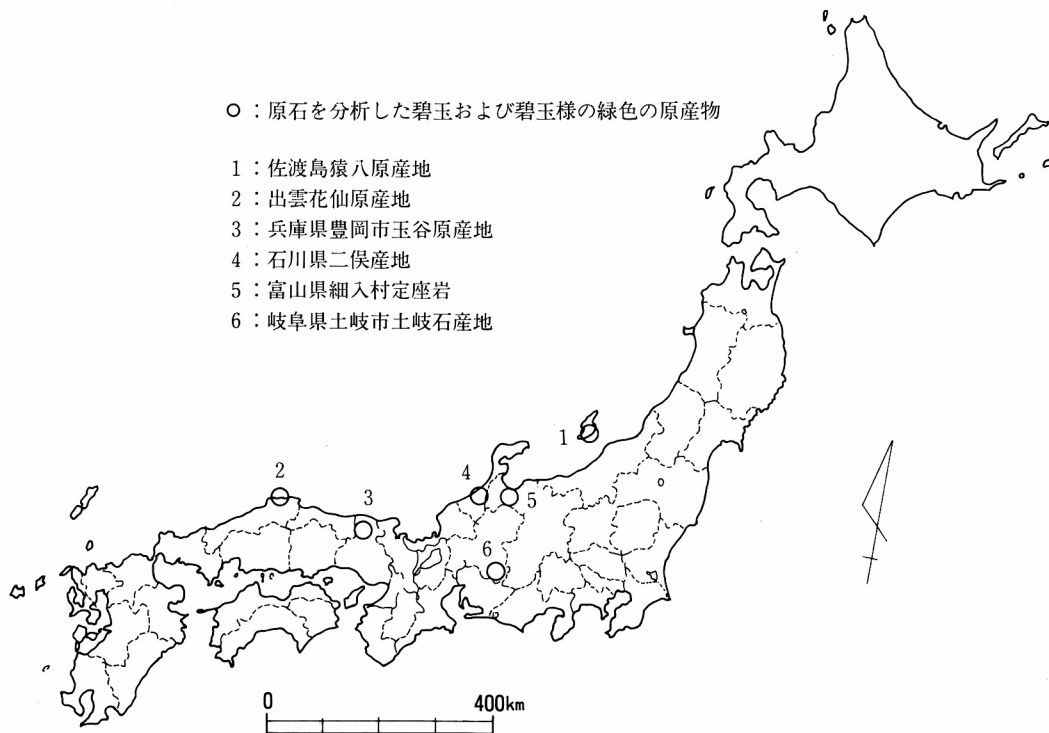 ○：原石を分析した碧玉および碧玉様の緑色の原産物
1：佐渡島猿八原産地
2：出雲花仙原産地
3：兵庫県豊岡市玉谷原産地
4：石川県二俣産地
5：富山県細入村定座岩
6：岐阜県土岐市土岐石産地
1
2
3
4
5
6
0
400km